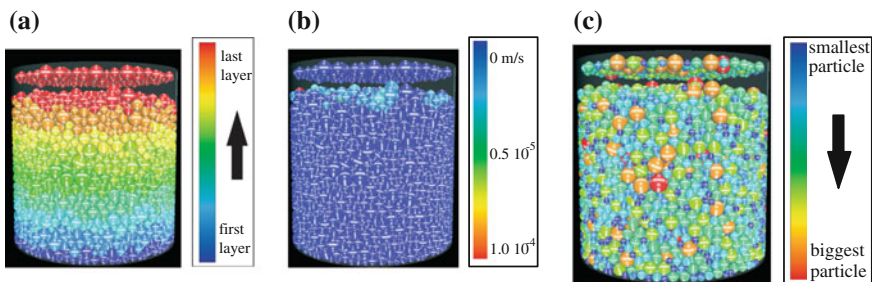 (a)
last
layer
first
layer
(b)
0 m/s
0.5 10⁻⁵
1.0 10⁻⁴
(c)
smallest
particle
biggest
particle